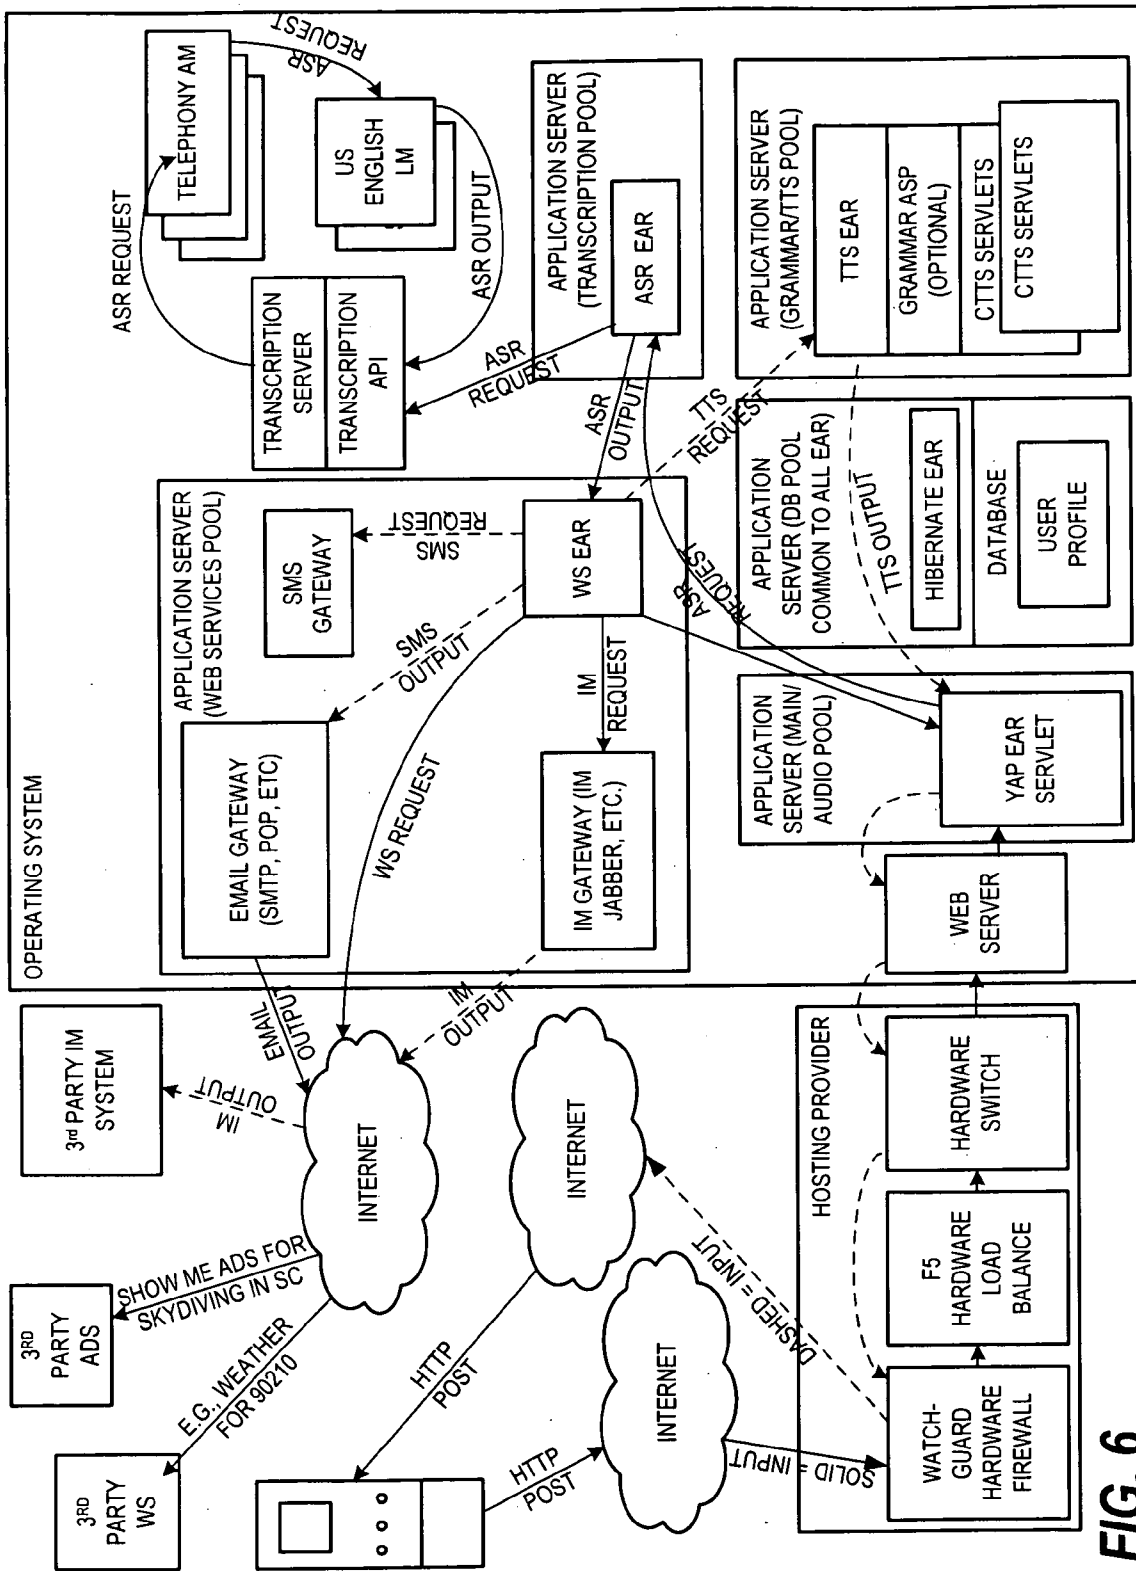 OPERATING SYSTEM
TELEPHONY AM
ASR REQUEST
ASR
REQUEST
US
ENGLISH
LM
ASR OUTPUT
TRANSCRIPTION
SERVER
TRANSCRIPTION
API
ASR
REQUEST
APPLICATION SERVER
(TRANSCRIPTION POOL)
ASR EAR
ASR
OUTPUT
APPLICATION SERVER
(WEB SERVICES POOL)
SMS
GATEWAY
SMS
REQUEST
WS EAR
SMS
OUTPUT
EMAIL GATEWAY
(SMTP, POP, ETC)
WS REQUEST
IM
REQUEST
IM GATEWAY (IM
JABBER, ETC.)
TTS
REQUEST
ASR
REQUEST
APPLICATION SERVER
(GRAMMAR/TTS POOL)
TTS EAR
GRAMMAR ASP
(OPTIONAL)
CTTS SERVLETS
CTTS SERVLETS
TTS OUTPUT
APPLICATION
SERVER (DB POOL
COMMON TO ALL EAR)
HIBERNATE EAR
DATABASE
USER
PROFILE
APPLICATION
SERVER (MAIN/
AUDIO POOL)
YAP EAR
SERVLET
WEB
SERVER
EMAIL
OUTPUT
IM
OUTPUT
3rd PARTY IM
SYSTEM
IM
OUTPUT
INTERNET
3RD
PARTY
ADS
SHOW ME ADS FOR
SKYDIVING IN SC
3RD
PARTY
WS
E.G., WEATHER
FOR 90210
INTERNET
HTTP
POST
HTTP
POST
INTERNET
DASHED = INPUT
SOLID = INPUT
HOSTING PROVIDER
HARDWARE
SWITCH
F5
HARDWARE
LOAD
BALANCE
WATCH-
GUARD
HARDWARE
FIREWALL
FIG. 6